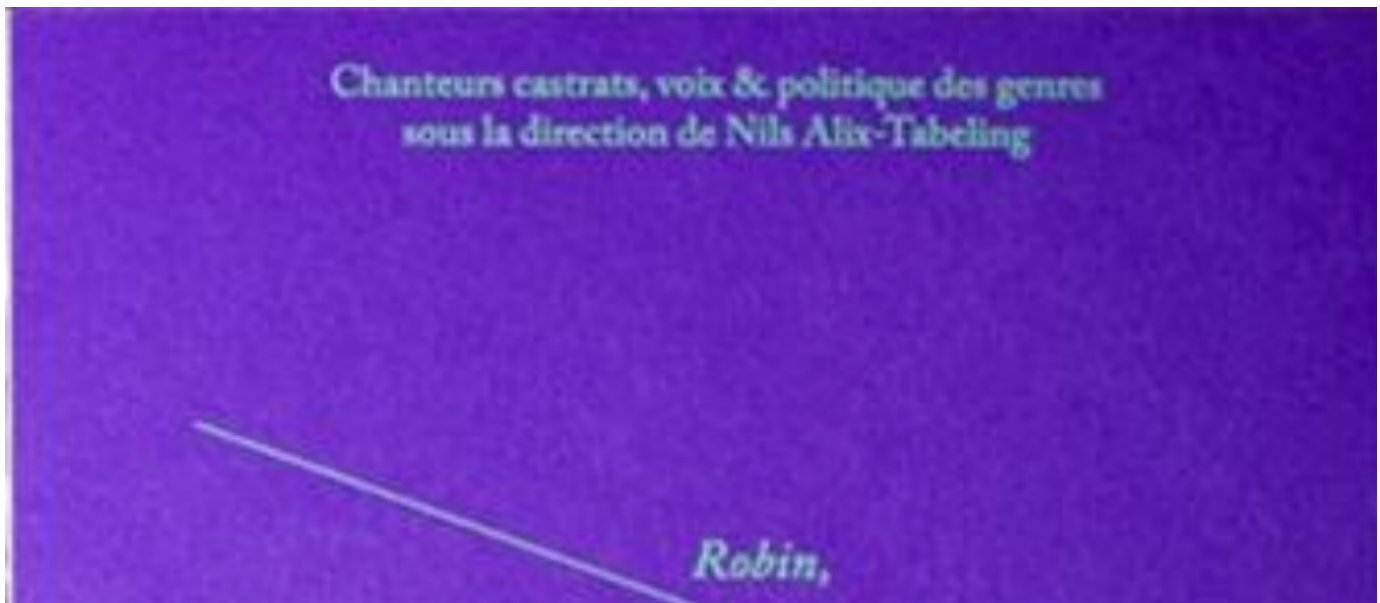 Chanteurs castrats, voix & politique des genres
sous la direction de Nils Alix-Tabeling
Robin,